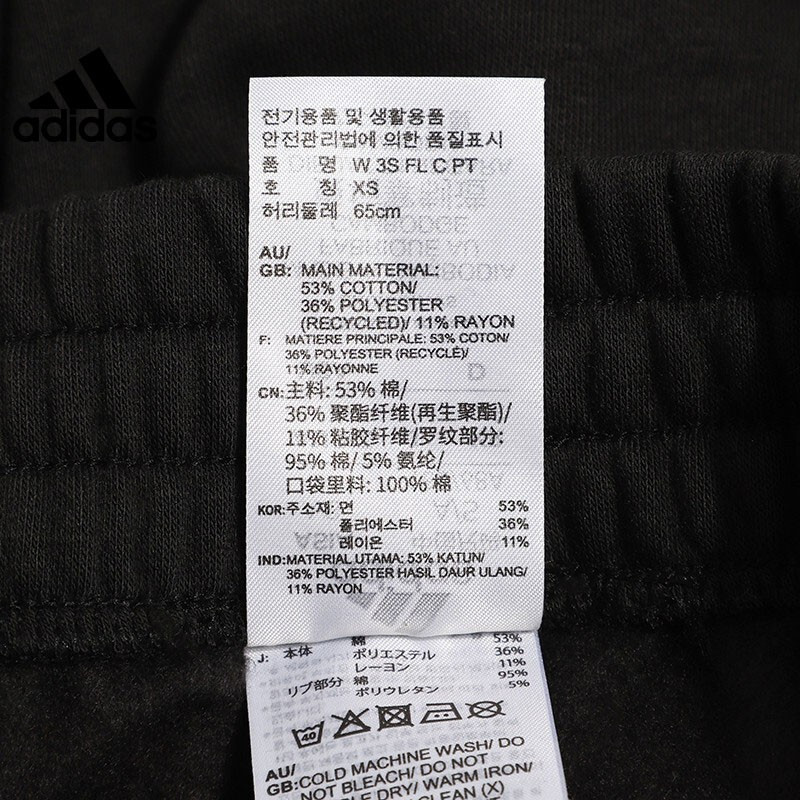 adidas
전기용품 및 생활용품
안전관리법에 의한 품질표시
품 명 W 3S FL C PT
호 칭 XS
허리둘레 65cm
AU/
GB: MAIN MATERIAL:
53% COTTON/
36% POLYESTER
(RECYCLED)/ 11% RAYON
F: MATIERE PRINCIPALE: 53% COTON/
36% POLYESTER (RECYCLÉ)/
11% RAYONNE
CN: 主料: 53% 棉/
36% 聚酯纤维(再生聚酯)/
11% 粘胶纤维/罗纹部分:
95% 棉/ 5% 氨纶/
口袋里料: 100% 棉
KOR: 주소재: 면 53%
폴리에스터 36%
레이온 11%
IND: MATERIAL UTAMA: 53% KATUN/
36% POLYESTER HASIL DAUR ULANG/
11% RAYON
J: 本体 綿 53%
ポリエステル 36%
レーヨン 11%
リブ部分 綿 95%
ポリウレタン 5%
40
AU/
GB: COLD MACHINE WASH/ DO
NOT BLEACH/ DO NOT
TUMBLE DRY/ WARM IRON/
CLEAN (X)